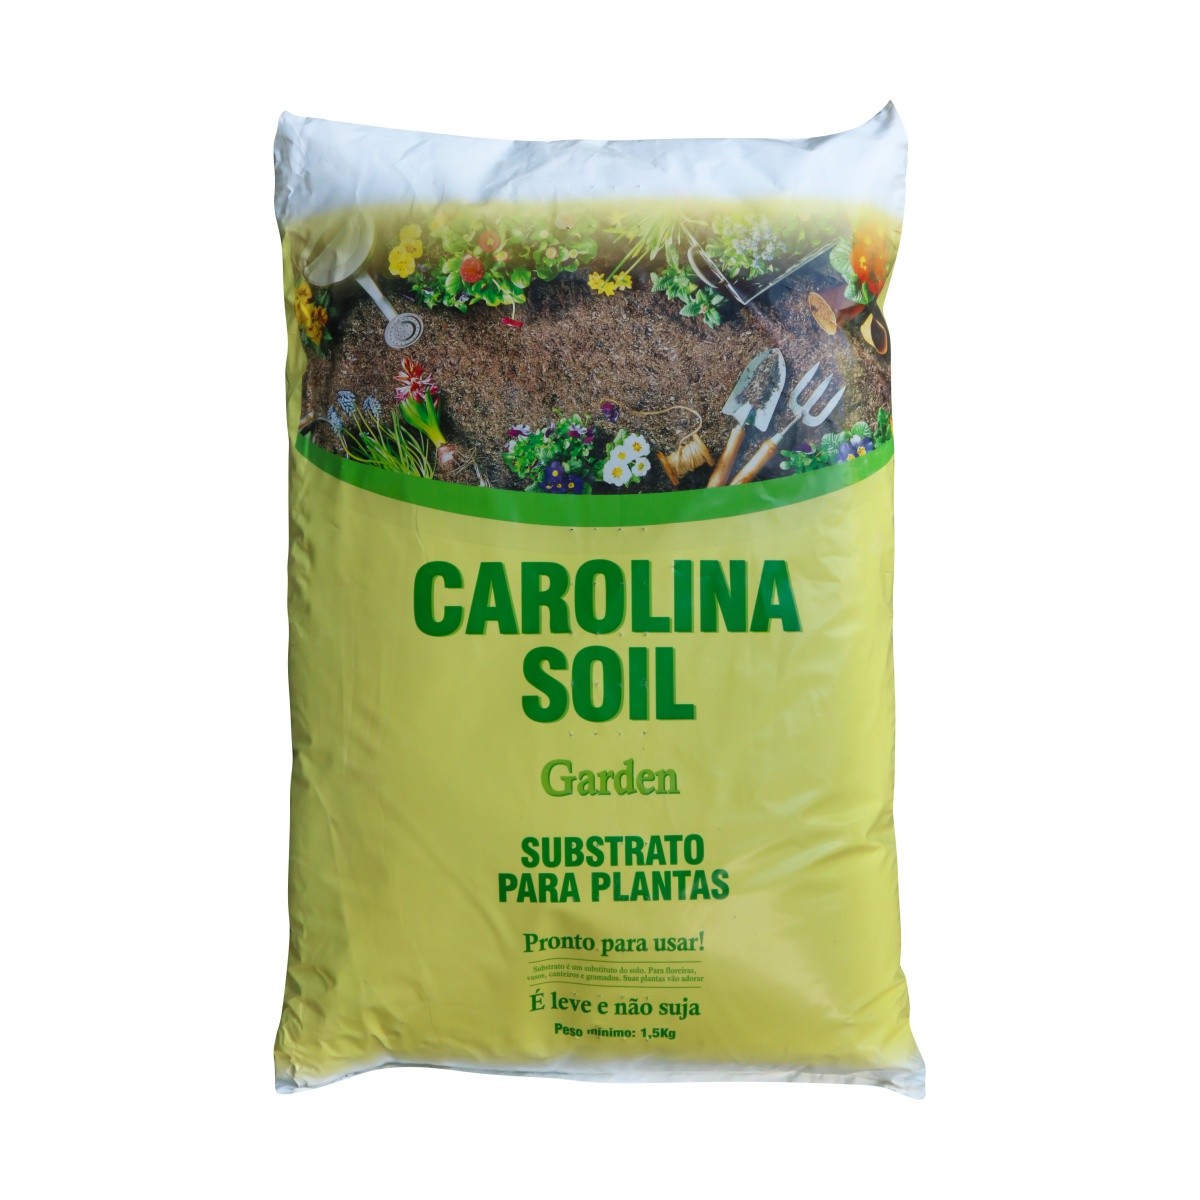 CAROLINA
SOIL
Garden
SUBSTRATO
PARA PLANTAS
Pronto para usar!
Substrato é um substituto do solo. Para floreiras,
vasos, canteiros e gramados. Suas plantas vão adorar
É leve e não suja
Peso mínimo: 1,5Kg